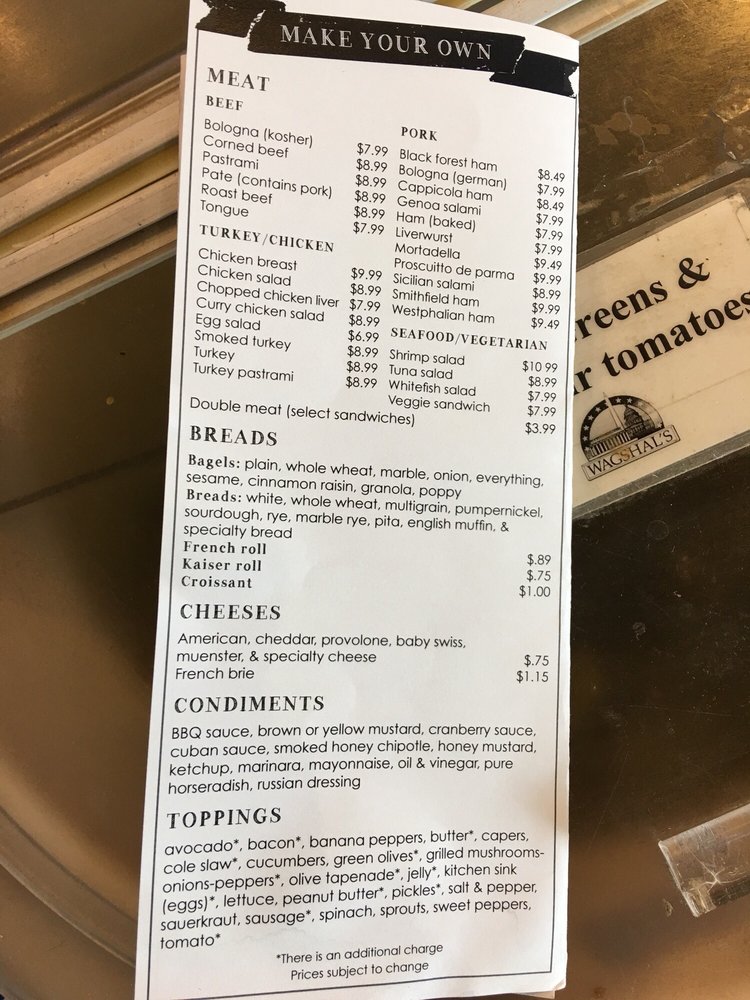 MAKE YOUR OWN
MEAT
BEEF
Bologna (kosher) $7.99
Corned beef $8.99
Pastrami $8.99
Pate (contains pork) $8.99
Roast beef $8.99
Tongue $7.99
TURKEY/CHICKEN
Chicken breast $9.99
Chicken salad $8.99
Chopped chicken liver $7.99
Curry chicken salad $8.99
Egg salad $6.99
Smoked turkey $8.99
Turkey $8.99
Turkey pastrami $8.99
PORK
Black forest ham $8.49
Bologna (german) $7.99
Cappicola ham $8.49
Genoa salami $7.99
Ham (baked) $7.99
Liverwurst $7.99
Mortadella $9.49
Proscuitto de parma $9.99
Sicilian salami $8.99
Smithfield ham $9.99
Westphalian ham $9.49
SEAFOOD/VEGETARIAN
Shrimp salad $10 99
Tuna salad $8.99
Whitefish salad $7.99
Veggie sandwich $7.99
Double meat (select sandwiches) $3.99
BREADS
Bagels: plain, whole wheat, marble, onion, everything,
sesame, cinnamon raisin, granola, poppy
Breads: white, whole wheat, multigrain, pumpernickel,
sourdough, rye, marble rye, pita, english muffin, &
specialty bread
French roll $.89
Kaiser roll $.75
Croissant $1.00
CHEESES
American, cheddar, provolone, baby swiss,
muenster, & specialty cheese $.75
French brie $1.15
CONDIMENTS
BBQ sauce, brown or yellow mustard, cranberry sauce,
cuban sauce, smoked honey chipotle, honey mustard,
ketchup, marinara, mayonnaise, oil & vinegar, pure
horseradish, russian dressing
TOPPINGS
avocado*, bacon*, banana peppers, butter*, capers,
cole slaw*, cucumbers, green olives*, grilled mushrooms-
onions-peppers*, olive tapenade*, jelly*, kitchen sink
(eggs)*, lettuce, peanut butter*, pickles*, salt & pepper,
sauerkraut, sausage*, spinach, sprouts, sweet peppers,
tomato*
*There is an additional charge
Prices subject to change
reens &
r tomatoes
WAGSHAL'S